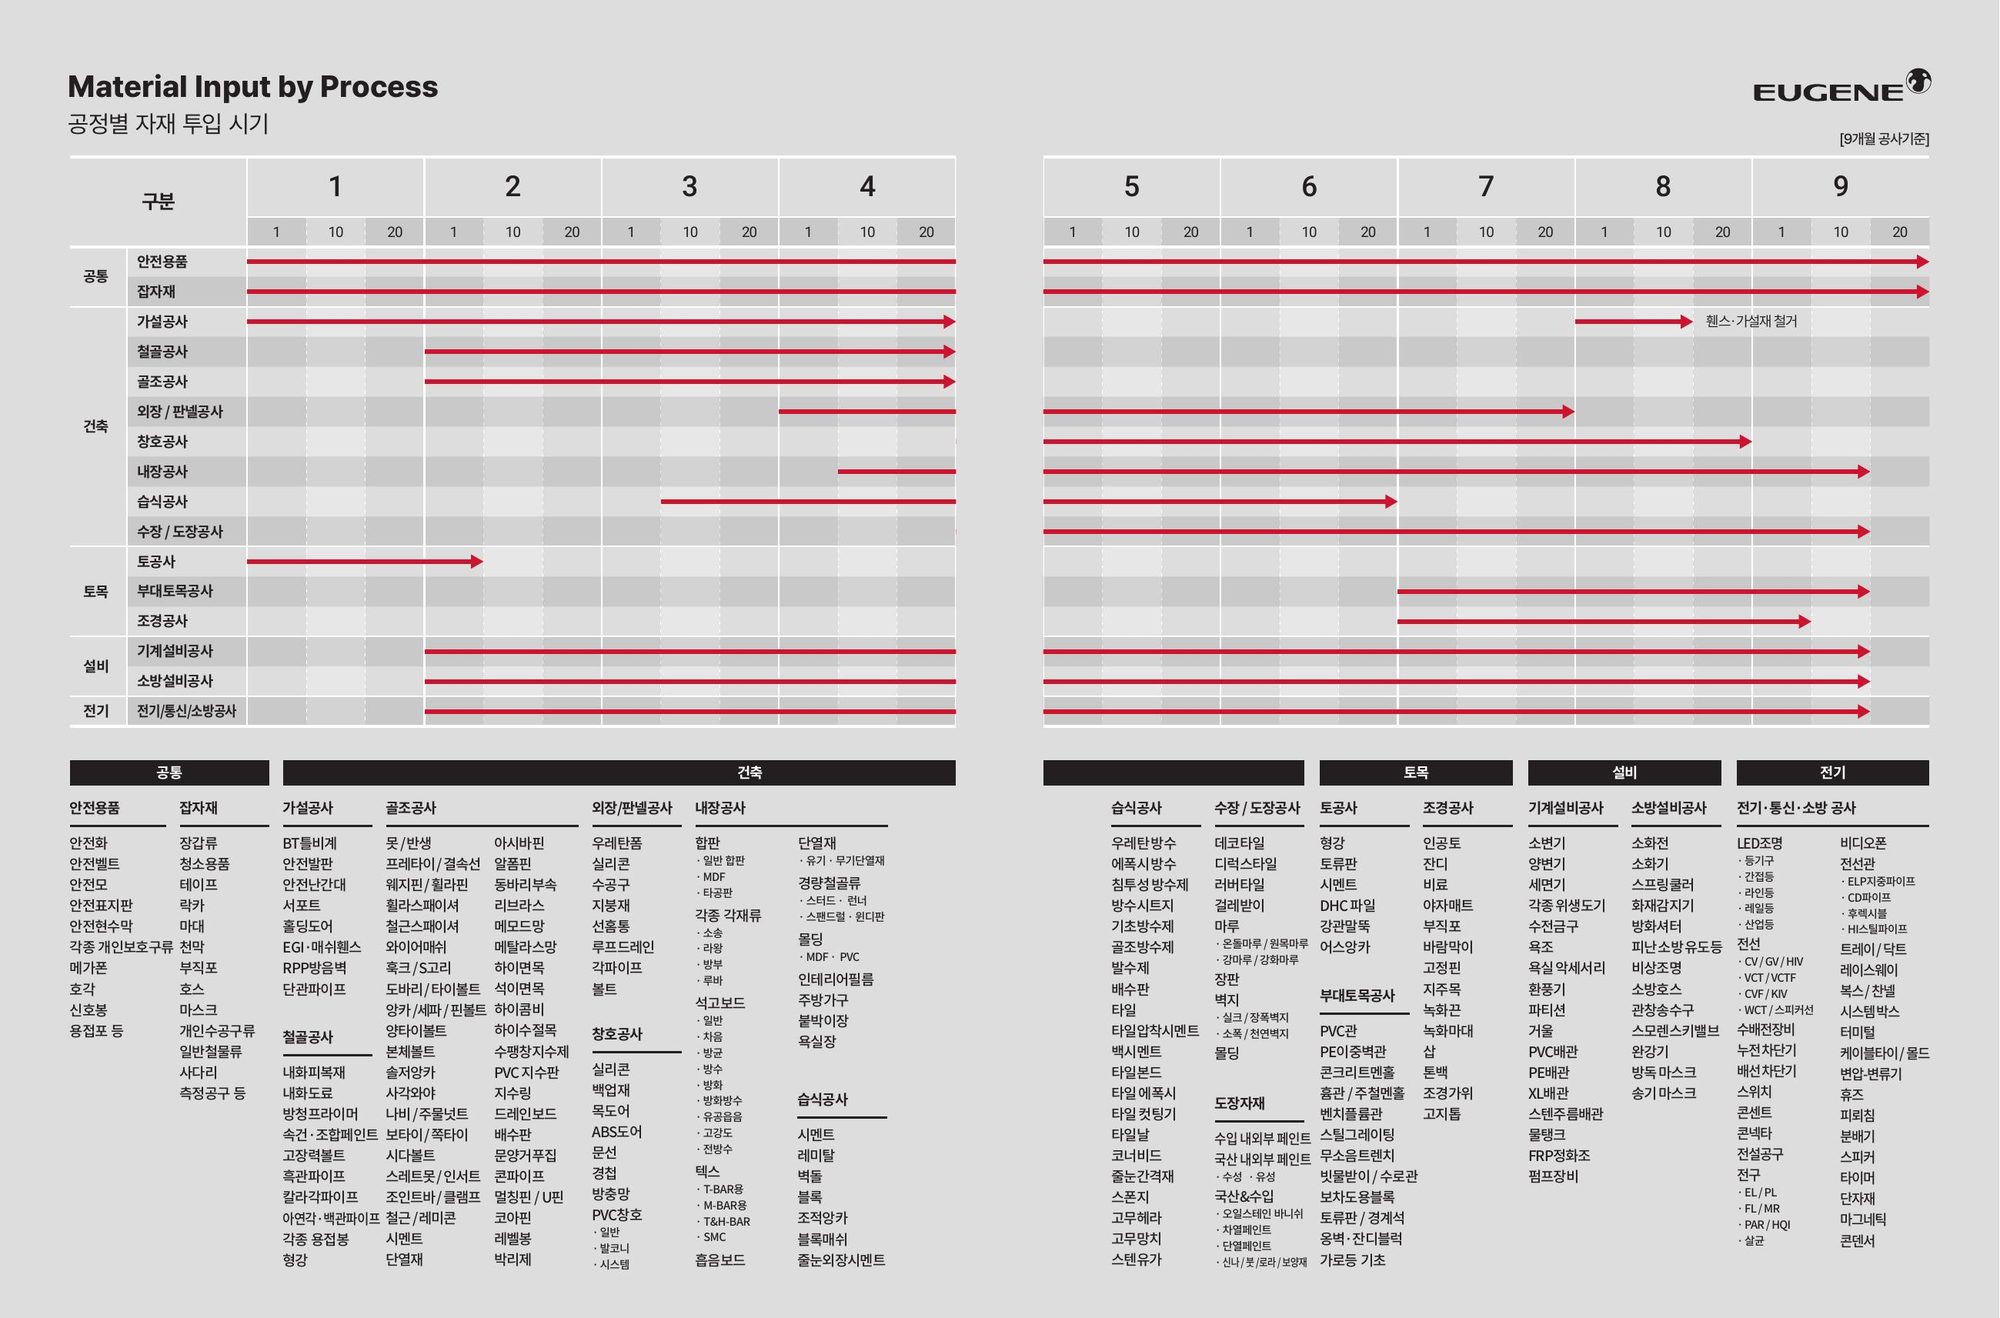 Material Input by Process
공정별 자재 투입 시기
EUGENE
[9개월 공사기준]
구분
1 2 3 4 5 6 7 8 9
1 10 20 1 10 20 1 10 20 1 10 20 1 10 20 1 10 20 1 10 20 1 10 20 1 10 20
공통
안전용품
잡자재
건축
가설공사
휀스·가설재 철거
철골공사
골조공사
외장 / 판넬공사
창호공사
내장공사
습식공사
수장 / 도장공사
토목
토공사
부대토목공사
조경공사
설비
기계설비공사
소방설비공사
전기
전기/통신/소방공사
공통
안전용품
안전화
안전벨트
안전모
안전표지판
안전현수막
각종 개인보호구류
메가폰
호각
신호봉
용접포 등
잡자재
장갑류
청소용품
테이프
락카
마대
천막
부직포
호스
마스크
개인수공구류
일반철물류
사다리
측정공구 등
건축
가설공사
BT틀비계
안전발판
안전난간대
서포트
홀딩도어
EGI·매쉬휀스
RPP방음벽
단관파이프
철골공사
내화피복재
내화도료
방청프라이머
속건·조합페인트
고장력볼트
흑관파이프
칼라각파이프
아연각·백관파이프
각종 용접봉
형강
골조공사
못 / 반생
프레타이 / 결속선
웨지핀 / 휠라핀
휠라스페이셔
철근스페이셔
와이어매쉬
훅크 / S고리
도바리 / 타이볼트
앙카 / 세파 / 핀볼트
양타이볼트
본체볼트
솔저앙카
사각와야
나비 / 주물넛트
보타이 / 쪽타이
시다볼트
스레트못 / 인서트
조인트바 / 클램프
철근 / 레미콘
시멘트
단열재
아시바핀
알폼핀
동바리부속
리브라스
메모드망
메탈라스망
하이면목
석이면목
하이콤비
하이수절목
수팽창지수제
PVC 지수판
지수링
드레인보드
배수판
문양거푸집
콘파이프
멀칭핀 / U핀
코아핀
레벨봉
박리제
외장/판넬공사
우레탄폼
실리콘
수공구
지붕재
선홈통
루프드레인
각파이프
볼트
창호공사
실리콘
백업재
목도어
ABS도어
문선
경첩
방충망
PVC창호
· 일반
· 발코니
· 시스템
내장공사
합판
· 일반 합판
· MDF
· 타공판
각종 각재류
· 소송
· 라왕
· 방부
· 루바
석고보드
· 일반
· 차음
· 방균
· 방수
· 방화
· 방화방수
· 유공음음
· 고강도
· 전방수
텍스
· T-BAR용
· M-BAR용
· T&H-BAR
· SMC
흡음보드
단열재
· 유기 · 무기단열재
경량철골류
· 스터드 · 런너
· 스팬드럴 · 윈디판
몰딩
· MDF · PVC
인테리어필름
주방가구
붙박이장
욕실장
습식공사
시멘트
레미탈
벽돌
블록
조적앙카
블록매쉬
줄눈외장시멘트
습식공사
우레탄 방수
에폭시 방수
침투성 방수제
방수시트지
기초방수제
골조방수제
발수제
배수판
타일
타일압착시멘트
백시멘트
타일본드
타일 에폭시
타일 컷팅기
타일날
코너비드
줄눈간격재
스폰지
고무헤라
고무망치
스텐유가
수장 / 도장공사
데코타일
디럭스타일
러버타일
걸레받이
마루
· 온돌마루 / 원목마루
· 강마루 / 강화마루
장판
벽지
· 실크 / 장폭벽지
· 소폭 / 천연벽지
몰딩
도장자재
수입 내외부 페인트
국산 내외부 페인트
· 수성 · 유성
국산&수입
· 오일스테인 바니쉬
· 차열페인트
· 단열페인트
· 신나 / 붓 / 로라 / 보양재
토목
토공사
형강
토류판
시멘트
DHC 파일
강관말뚝
어스앙카
부대토목공사
PVC관
PE이중벽관
콘크리트멘홀
흄관 / 주철멘홀
벤치플륨관
스틸그레이팅
무소음트렌치
빗물받이 / 수로관
보차도용블록
토류판 / 경계석
옹벽·잔디블럭
가로등 기초
조경공사
인공토
잔디
비료
야자매트
부직포
바람막이
고정핀
지주목
녹화끈
녹화마대
삽
톤백
조경가위
고지톱
설비
기계설비공사
소변기
양변기
세면기
각종 위생도기
수전금구
욕조
욕실 악세서리
환풍기
파티션
거울
PVC배관
PE배관
XL배관
스텐주름배관
물탱크
FRP정화조
펌프장비
소방설비공사
소화전
소화기
스프링쿨러
화재감지기
방화셔터
피난 소방 유도등
비상조명
소방호스
관창송수구
스모렌스키밸브
완강기
방독 마스크
송기 마스크
전기
전기·통신·소방 공사
LED조명
· 등기구
· 간접등
· 라인등
· 레일등
· 산업등
전선
· CV / GV / HIV
· VCT / VCTF
· CVF / KIV
· WCT / 스피커선
수배전장비
누전차단기
배선차단기
스위치
콘센트
콘넥타
전설공구
전구
· EL / PL
· FL / MR
· PAR / HQI
· 살균
비디오폰
전선관
· ELP지중파이프
· CD파이프
· 후렉시블
· HI스틸파이프
트레이 / 닥트
레이스웨이
복스 / 찬넬
시스템박스
터미털
케이블타이 / 몰드
변압-변류기
휴즈
피뢰침
분배기
스피커
타이머
단자재
마그네틱
콘덴서